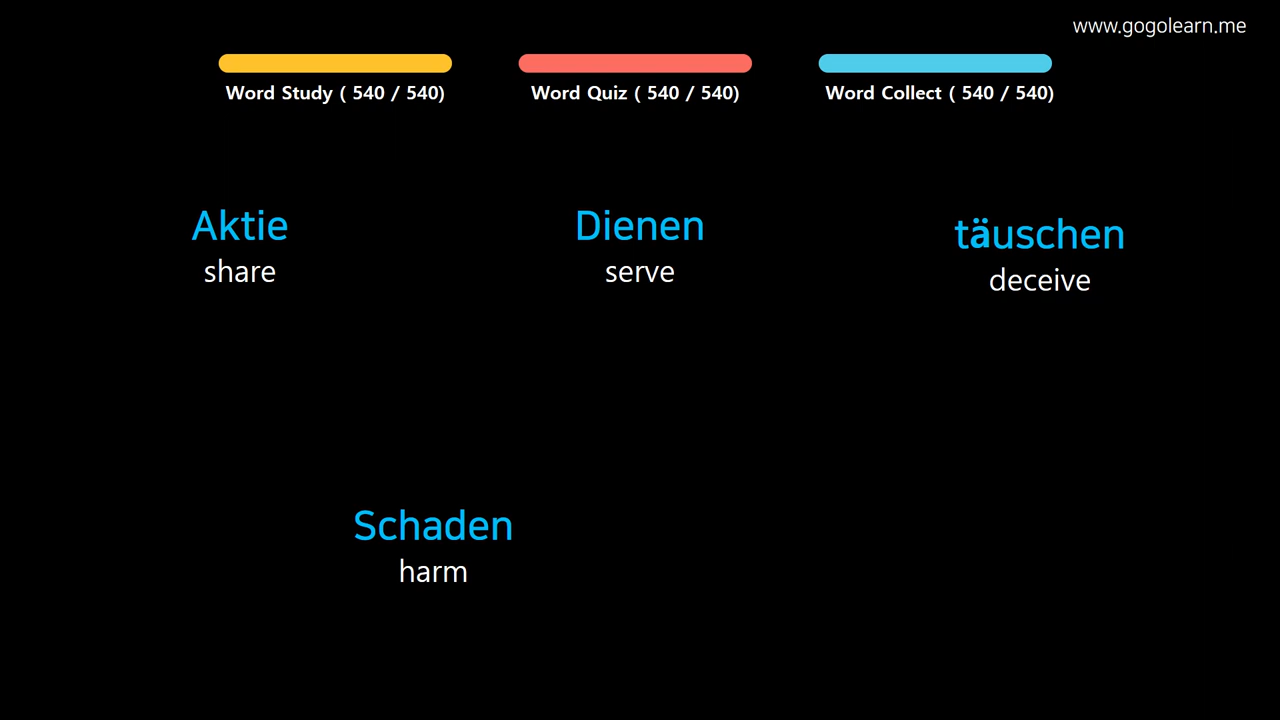 www.gogolearn.me
Word Study ( 540 / 540)
Word Quiz ( 540 / 540)
Word Collect ( 540 / 540)
Aktie
share
Dienen
serve
täuschen
deceive
Schaden
harm